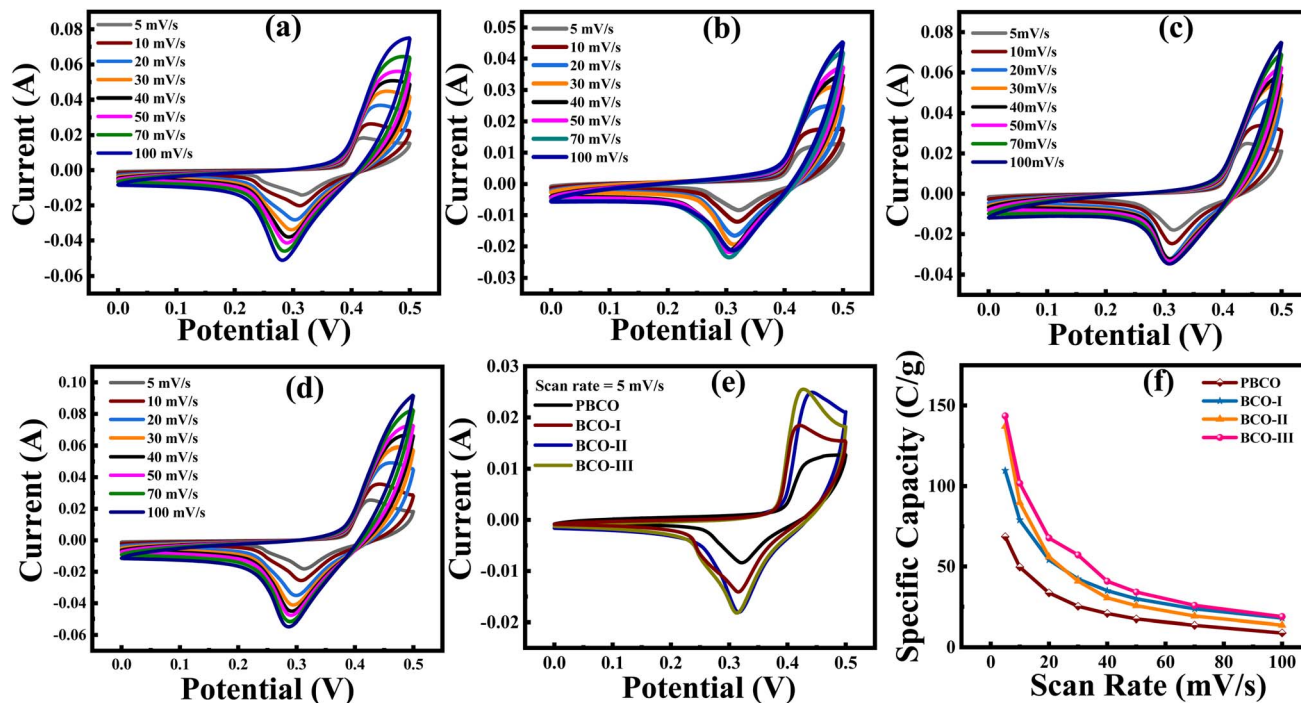 (a)
5 mV/s
10 mV/s
20 mV/s
30 mV/s
40 mV/s
50 mV/s
70 mV/s
100 mV/s
Current (A)
0.08
0.06
0.04
0.02
0.00
-0.02
-0.04
-0.06
0.0 0.1 0.2 0.3 0.4 0.5
Potential (V)
(b)
5 mV/s
10 mV/s
20 mV/s
30 mV/s
40 mV/s
50 mV/s
70 mV/s
100 mV/s
Current (A)
0.05
0.04
0.03
0.02
0.01
0.00
-0.01
-0.02
-0.03
0.0 0.1 0.2 0.3 0.4 0.5
Potential (V)
(c)
5mV/s
10mV/s
20mV/s
30mV/s
40mV/s
50mV/s
70mV/s
100mV/s
Current (A)
0.08
0.06
0.04
0.02
0.00
-0.02
-0.04
0.0 0.1 0.2 0.3 0.4 0.5
Potential (V)
(d)
5 mV/s
10 mV/s
20 mV/s
30 mV/s
40 mV/s
50 mV/s
70 mV/s
100 mV/s
Current (A)
0.10
0.08
0.06
0.04
0.02
0.00
-0.02
-0.04
-0.06
0.0 0.1 0.2 0.3 0.4 0.5
Potential (V)
(e)
Scan rate = 5 mV/s
PBCO
BCO-I
BCO-II
BCO-III
Current (A)
0.03
0.02
0.01
0.00
-0.01
-0.02
0.0 0.1 0.2 0.3 0.4 0.5
Potential (V)
(f)
PBCO
BCO-I
BCO-II
BCO-III
Specific Capacity (C/g)
150
100
50
0
0 20 40 60 80 100
Scan Rate (mV/s)